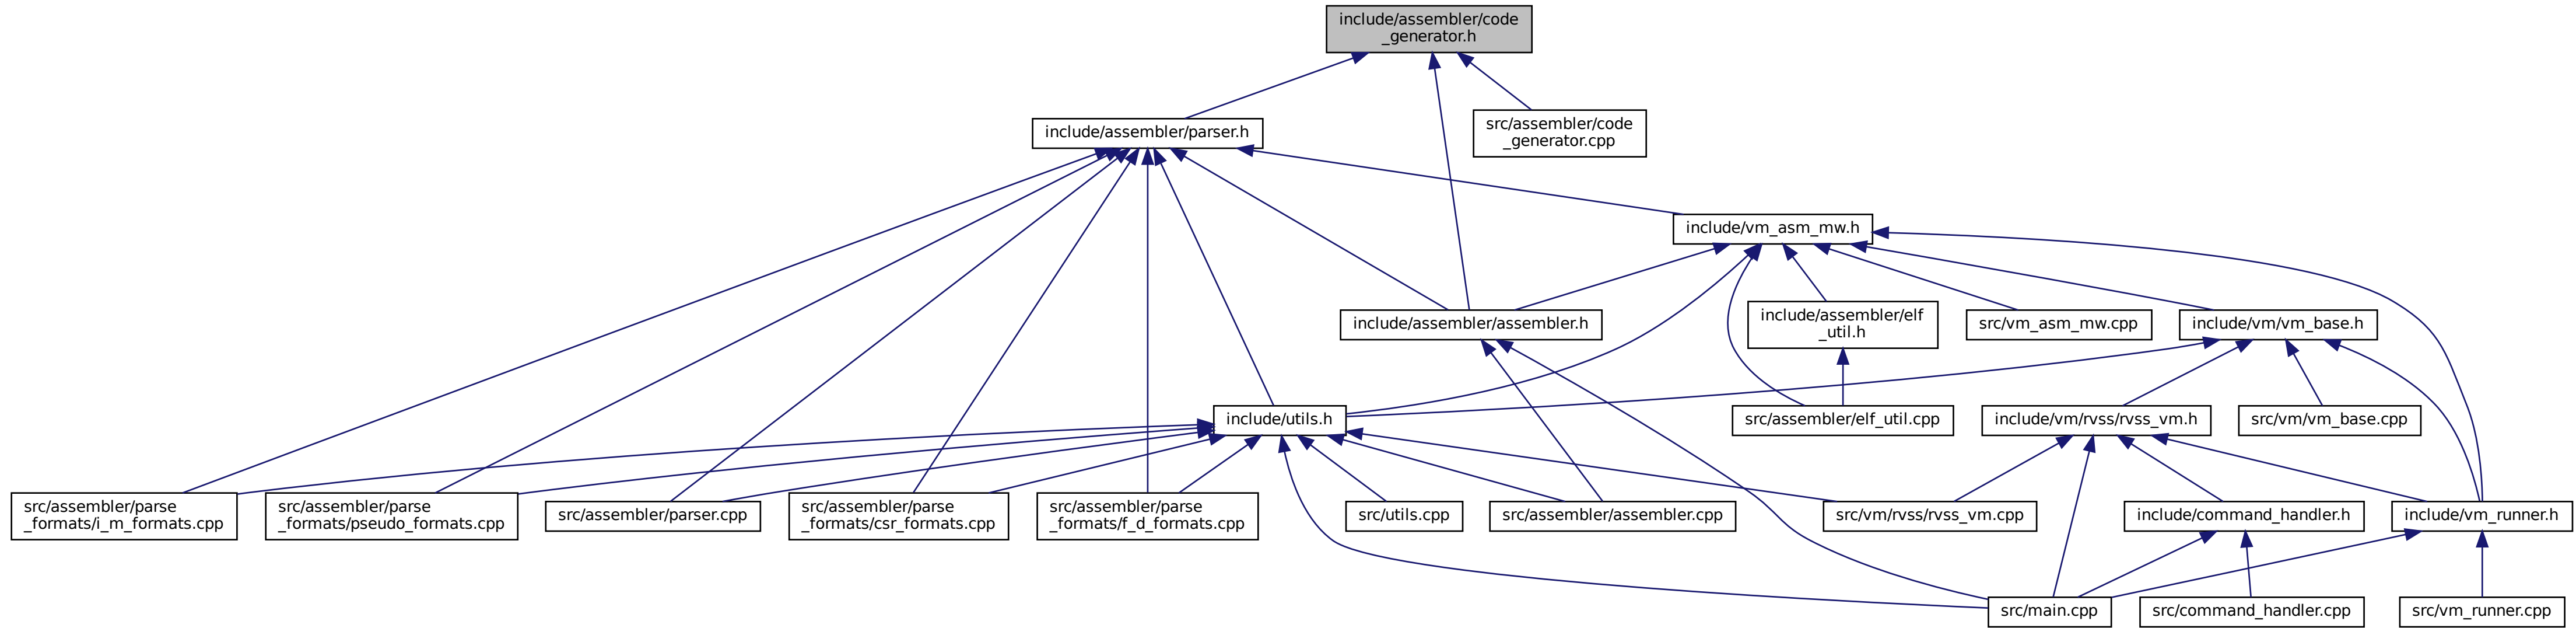 include/assembler/code
_generator.h
include/assembler/parser.h
src/assembler/code
_generator.cpp
include/vm_asm_mw.h
include/assembler/assembler.h
include/assembler/elf
_util.h
src/vm_asm_mw.cpp
include/vm/vm_base.h
include/utils.h
src/assembler/elf_util.cpp
include/vm/rvss/rvss_vm.h
src/vm/vm_base.cpp
src/assembler/parse
_formats/i_m_formats.cpp
src/assembler/parse
_formats/pseudo_formats.cpp
src/assembler/parser.cpp
src/assembler/parse
_formats/csr_formats.cpp
src/assembler/parse
_formats/f_d_formats.cpp
src/utils.cpp
src/assembler/assembler.cpp
src/vm/rvss/rvss_vm.cpp
include/command_handler.h
include/vm_runner.h
src/main.cpp
src/command_handler.cpp
src/vm_runner.cpp